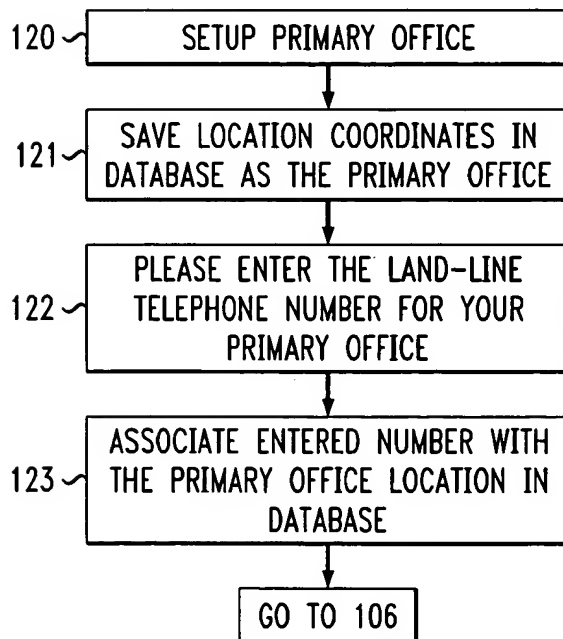 120
SETUP PRIMARY OFFICE
121
SAVE LOCATION COORDINATES IN
DATABASE AS THE PRIMARY OFFICE
122
PLEASE ENTER THE LAND-LINE
TELEPHONE NUMBER FOR YOUR
PRIMARY OFFICE
123
ASSOCIATE ENTERED NUMBER WITH
THE PRIMARY OFFICE LOCATION IN
DATABASE
GO TO 106